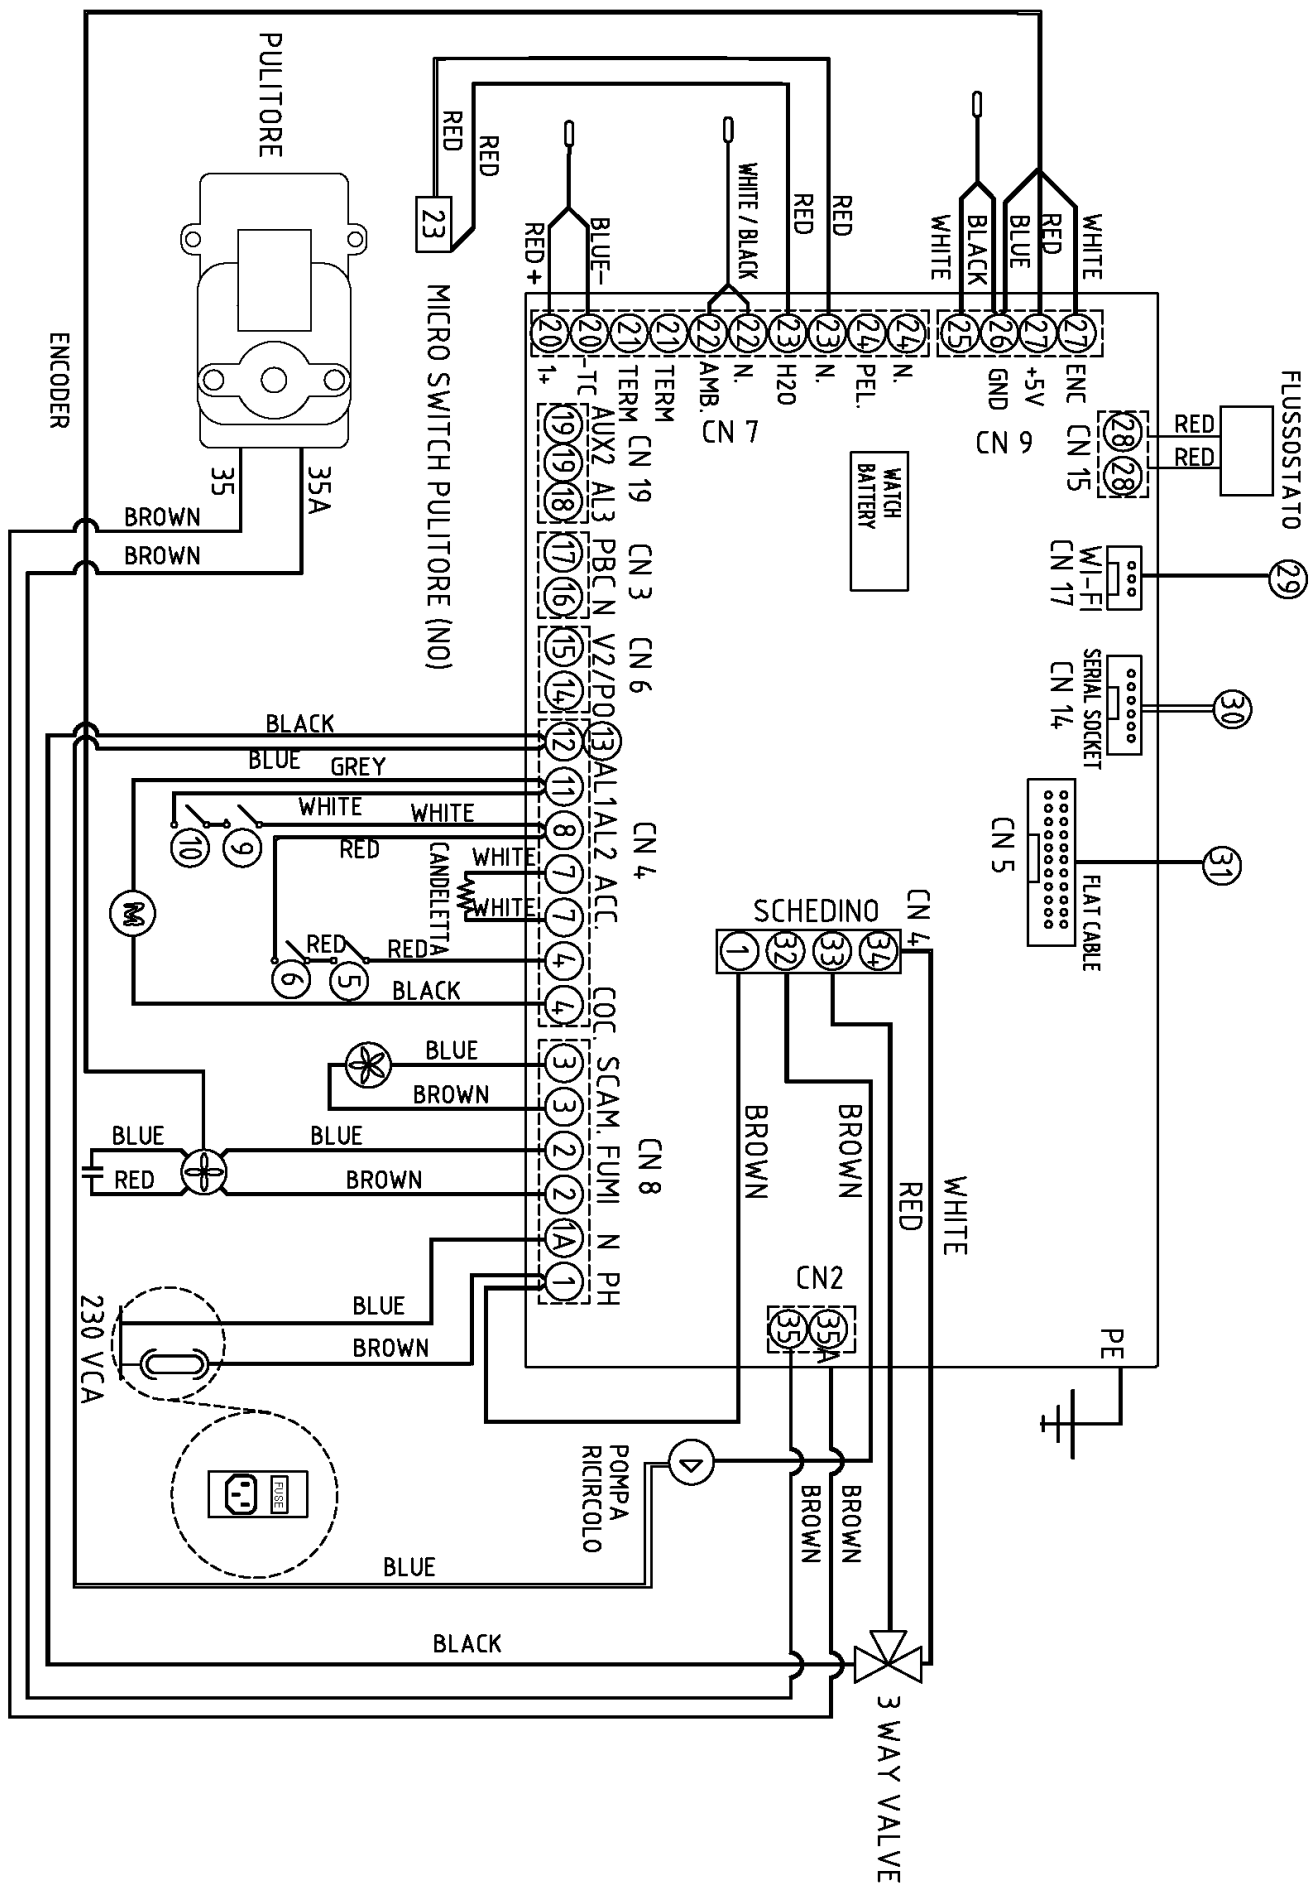 PULITORE
ENCODER
35
35A
BROWN
BROWN
RED
RED
23
MICRO SWITCH PULITORE (NO)
RED+
BLUE-
WHITE / BLACK
RED
RED
WHITE
BLACK
BLUE
RED
WHITE
20
20
21
21
22
22
23
23
24
24
25
26
27
27
1+
-TC
TERM
TERM
AMB.
N.
H20
N.
PEL.
N.
GND
+5V
ENC
CN 7
CN 9
CN 15
28
28
RED
RED
FLUSSOSTATO
WATCH
BATTERY
19
19
18
AUX2 AL3
CN 19
17
16
PBC N
CN 3
15
14
V2/PO
CN 6
WI-FI
CN 17
29
SERIAL SOCKET
CN 14
30
CN 5
FLAT CABLE
31
12
13
11
8
7
7
4
4
AL 1
AL 2
ACC.
COC.
CN 4
BLACK
BLUE
GREY
WHITE
WHITE
10
9
RED
WHITE
WHITE
CANDELETTA
M
RED
RED
6
5
BLACK
SCHEDINO
CN 4
1
32
33
34
BROWN
BROWN
RED
WHITE
3
3
2
2
1A
1
SCAM.
FUMI
N
PH
CN 8
BLUE
BROWN
BLUE
BLUE
RED
BROWN
BLUE
BROWN
230 VCA
FUSE
CN2
35
35A
PE
POMPA
RICIRCOLO
BROWN
BROWN
BLUE
BLACK
3 WAY VALVE